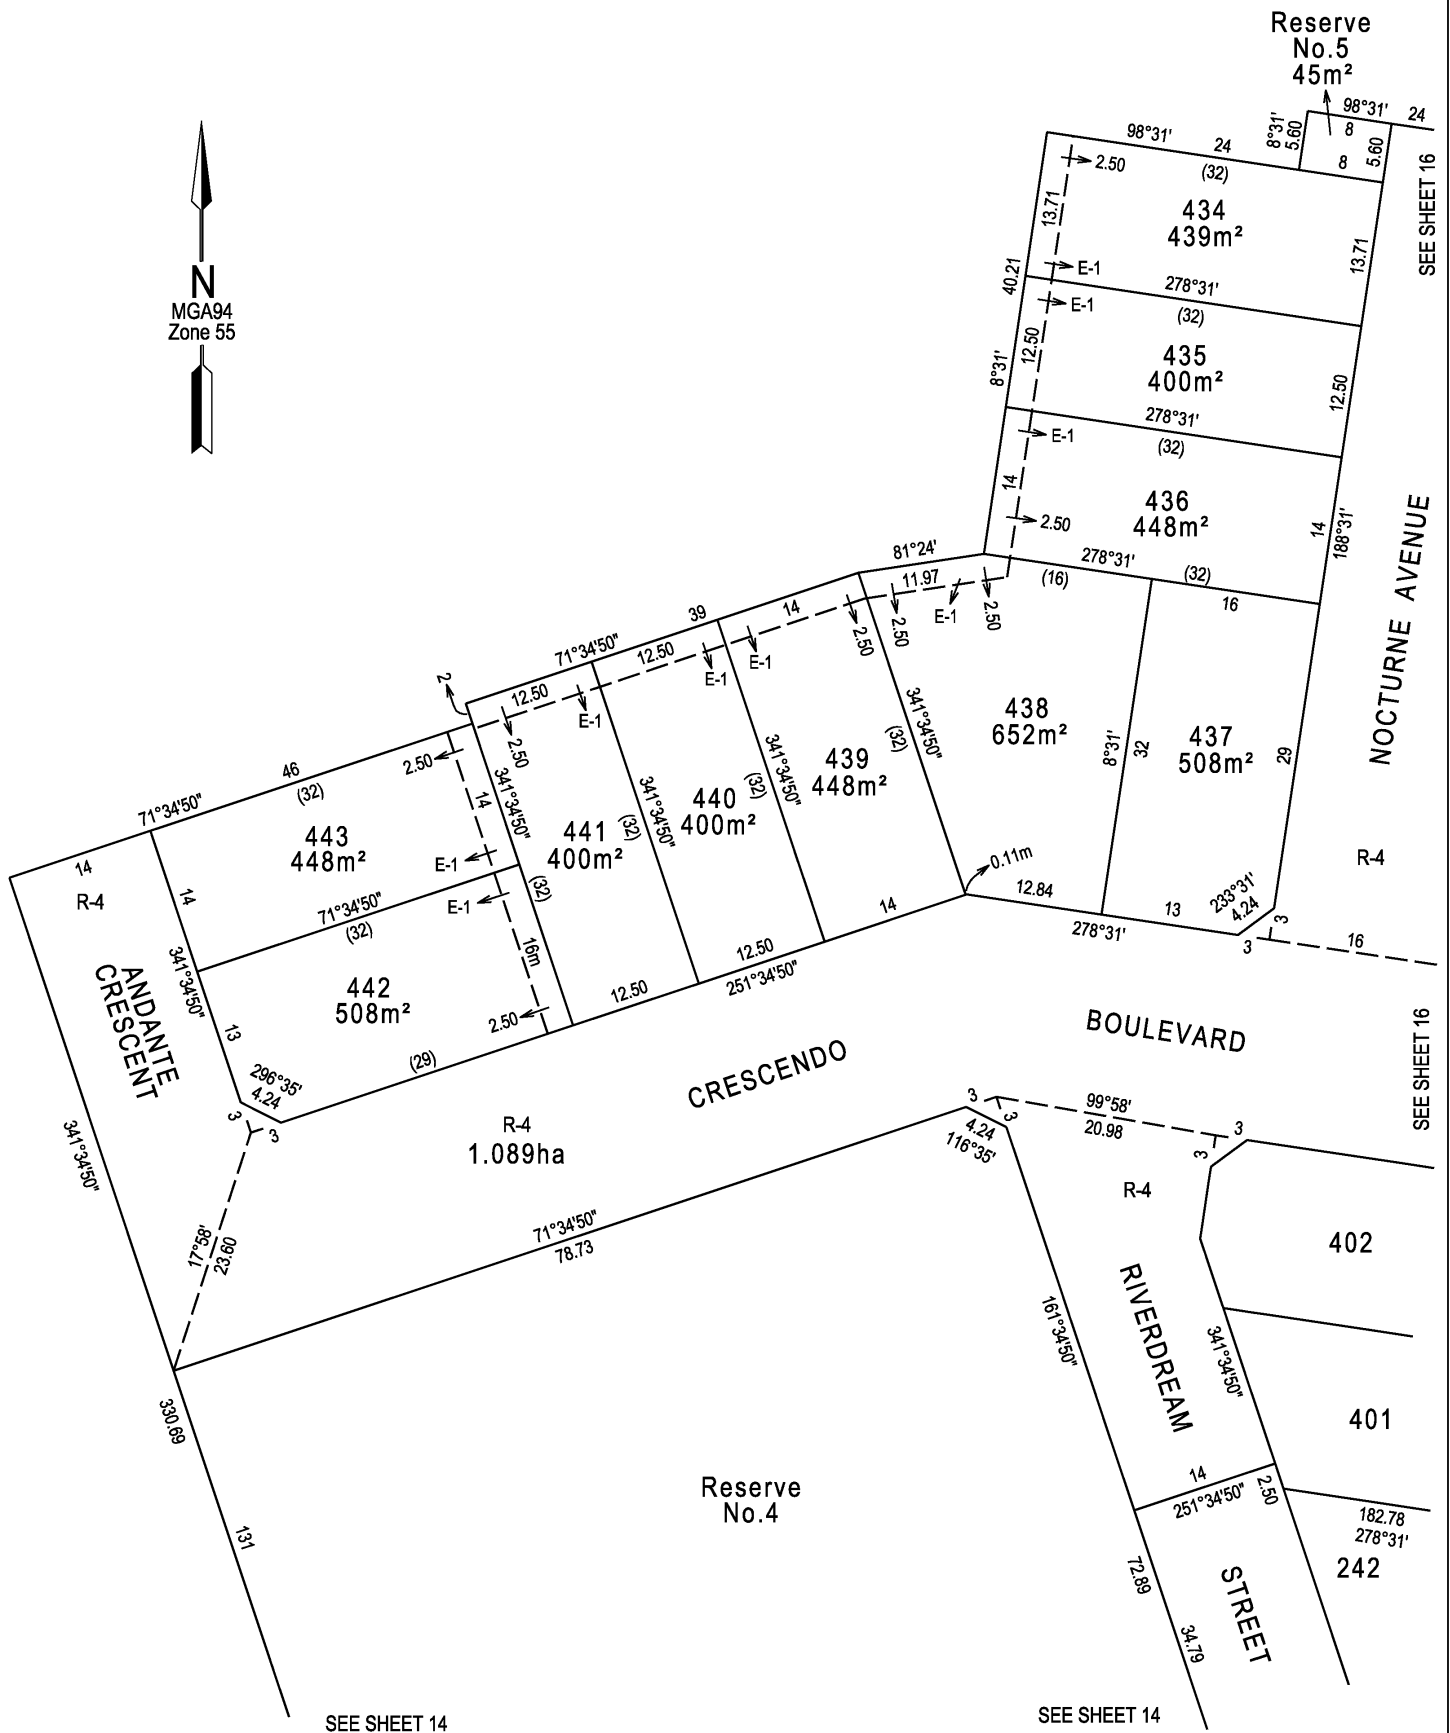 Reserve
No.5
45m²
98°31'
24
8
8°31'
5.60
8
5.60
SEE SHEET 16
98°31'
24
(32)
2.50
13.71
434
439m²
13.71
E-1
40.21
278°31'
(32)
E-1
12.50
435
400m²
12.50
8°31'
278°31'
(32)
E-1
14
436
448m²
14
188°31'
2.50
N
MGA94
Zone 55
81°24'
278°31'
(16)
(32)
16
11.97
E-1
2.50
2.50
2.50
NOCTURNE AVENUE
39
14
71°34'50"
12.50
12.50
E-1
E-1
E-1
2
2.50
341°34'50"
438
652m²
8°31'
32
437
508m²
29
341°34'50"
(32)
439
448m²
341°34'50"
(32)
440
400m²
341°34'50"
(32)
441
400m²
46
(32)
71°34'50"
2.50
14
443
448m²
E-1
14
R-4
14
71°34'50"
(32)
E-1
(32)
16m
442
508m²
2.50
341°34'50"
13
(29)
296°35'
4.24
3
3
ANDANTE
CRESCENT
341°34'50"
0.11m
12.84
13
233°31'
4.24
3
3
R-4
16
278°31'
14
12.50
251°34'50"
12.50
CRESCENDO
BOULEVARD
SEE SHEET 16
R-4
1.089ha
3
3
4.24
116°35'
99°58'
20.98
3
3
R-4
17°58'
23.60
71°34'50"
78.73
402
RIVERDREAM
161°34'50"
341°34'50"
401
330.69
131
Reserve
No.4
14
251°34'50"
2.50
182.78
278°31'
242
72.89
34.79
STREET
SEE SHEET 14
SEE SHEET 14